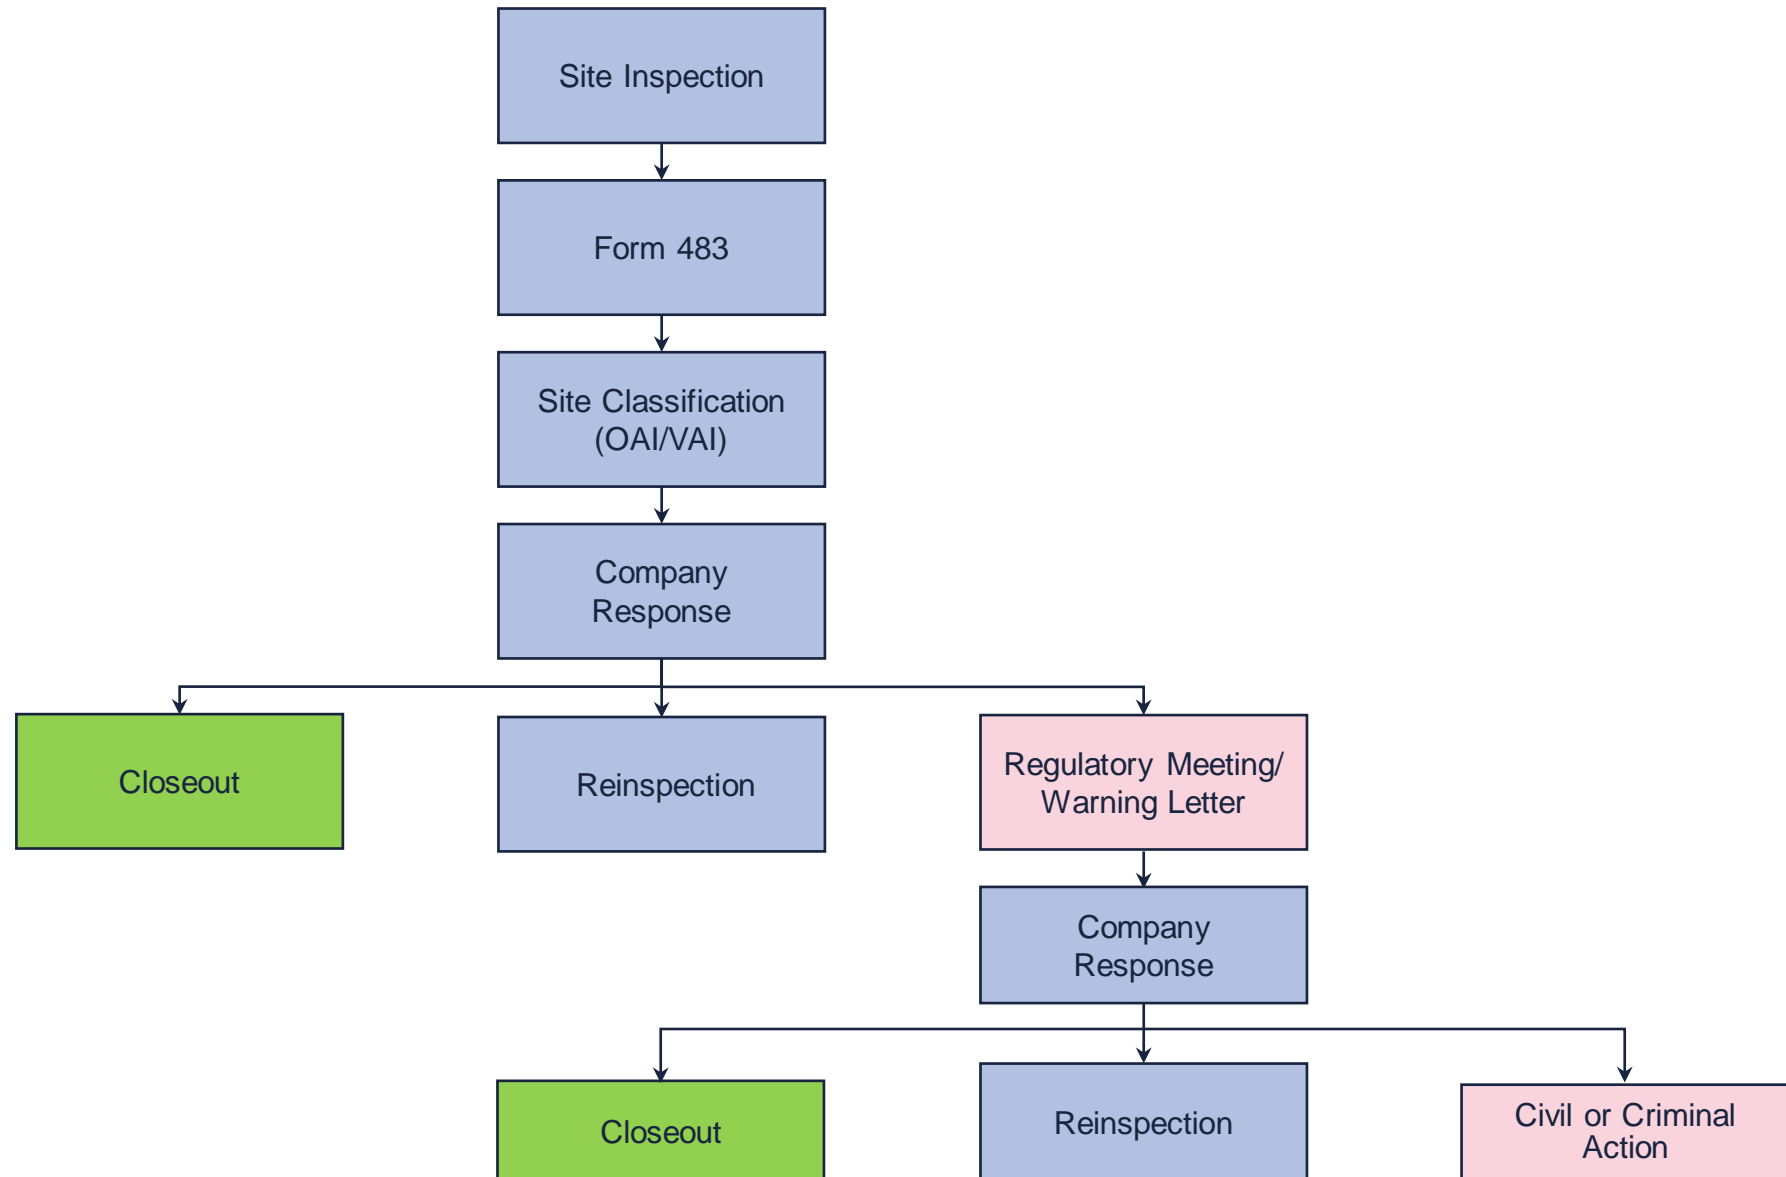 Site Inspection
Form 483
Site Classification
(OAI/VAI)
Company
Response
Closeout
Reinspection
Regulatory Meeting/
Warning Letter
Company
Response
Closeout
Reinspection
Civil or Criminal
Action